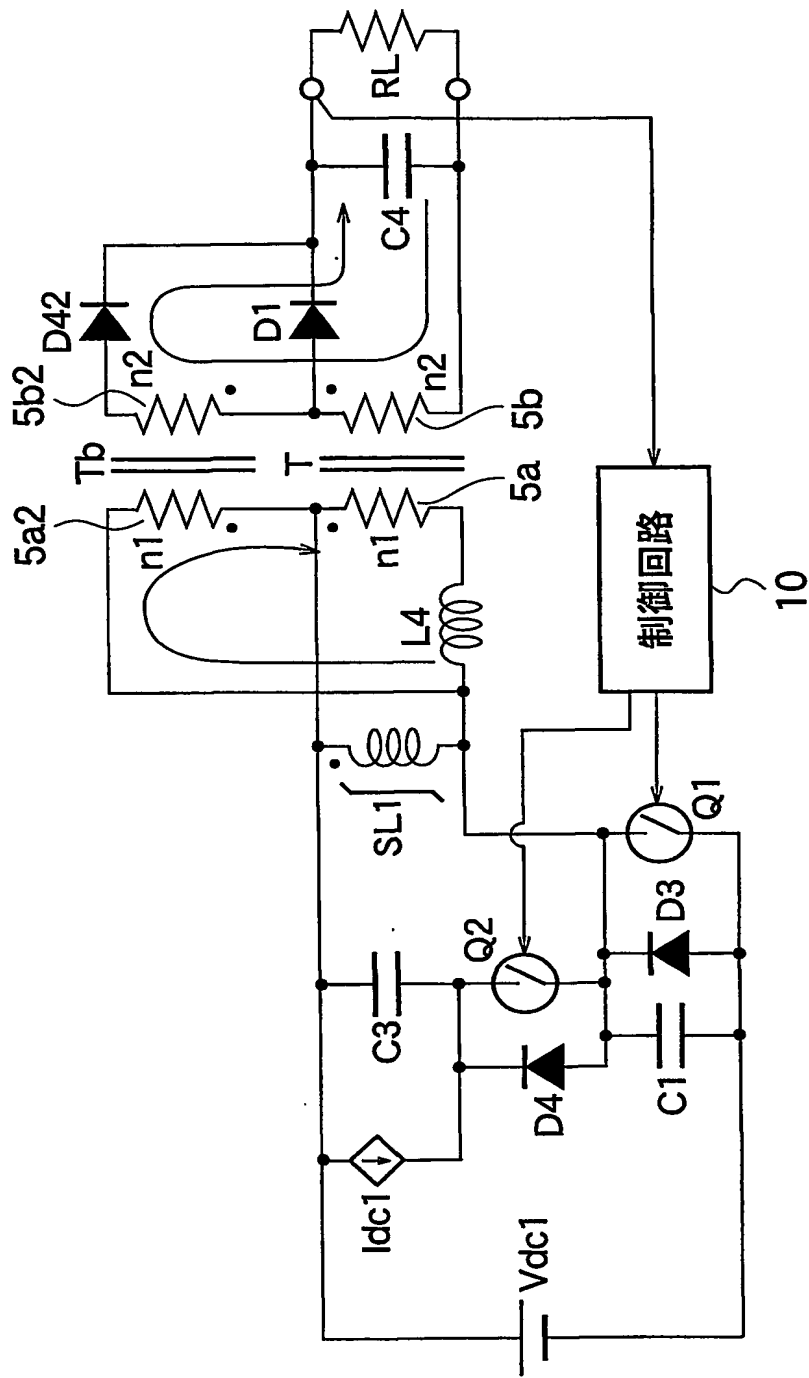 5a2
Tb
5b2
D42
n1
n2
T
D1
5a
5b
n1
n2
L4
SL1
C3
Q2
Idc1
D4
Vdc1
C1
D3
Q1
C4
RL
制御回路
10